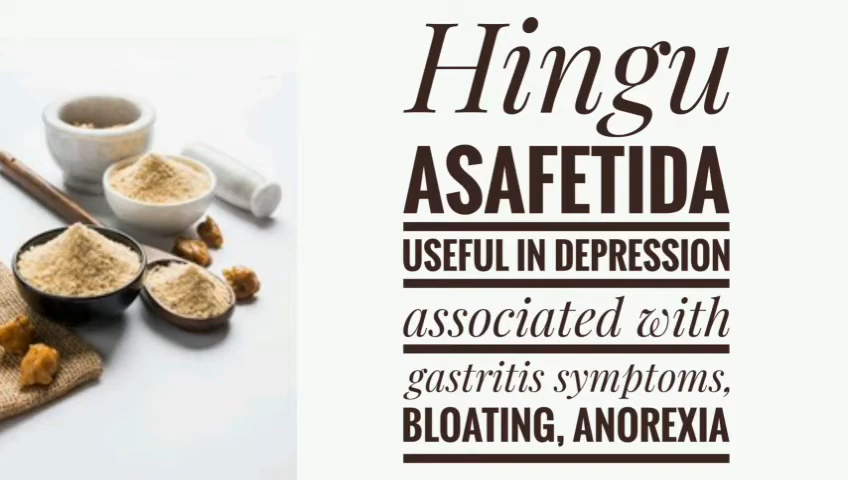 Hingu
ASAFETIDA
USEFUL IN DEPRESSION
associated with
gastritis symptoms,
BLOATING, ANOREXIA